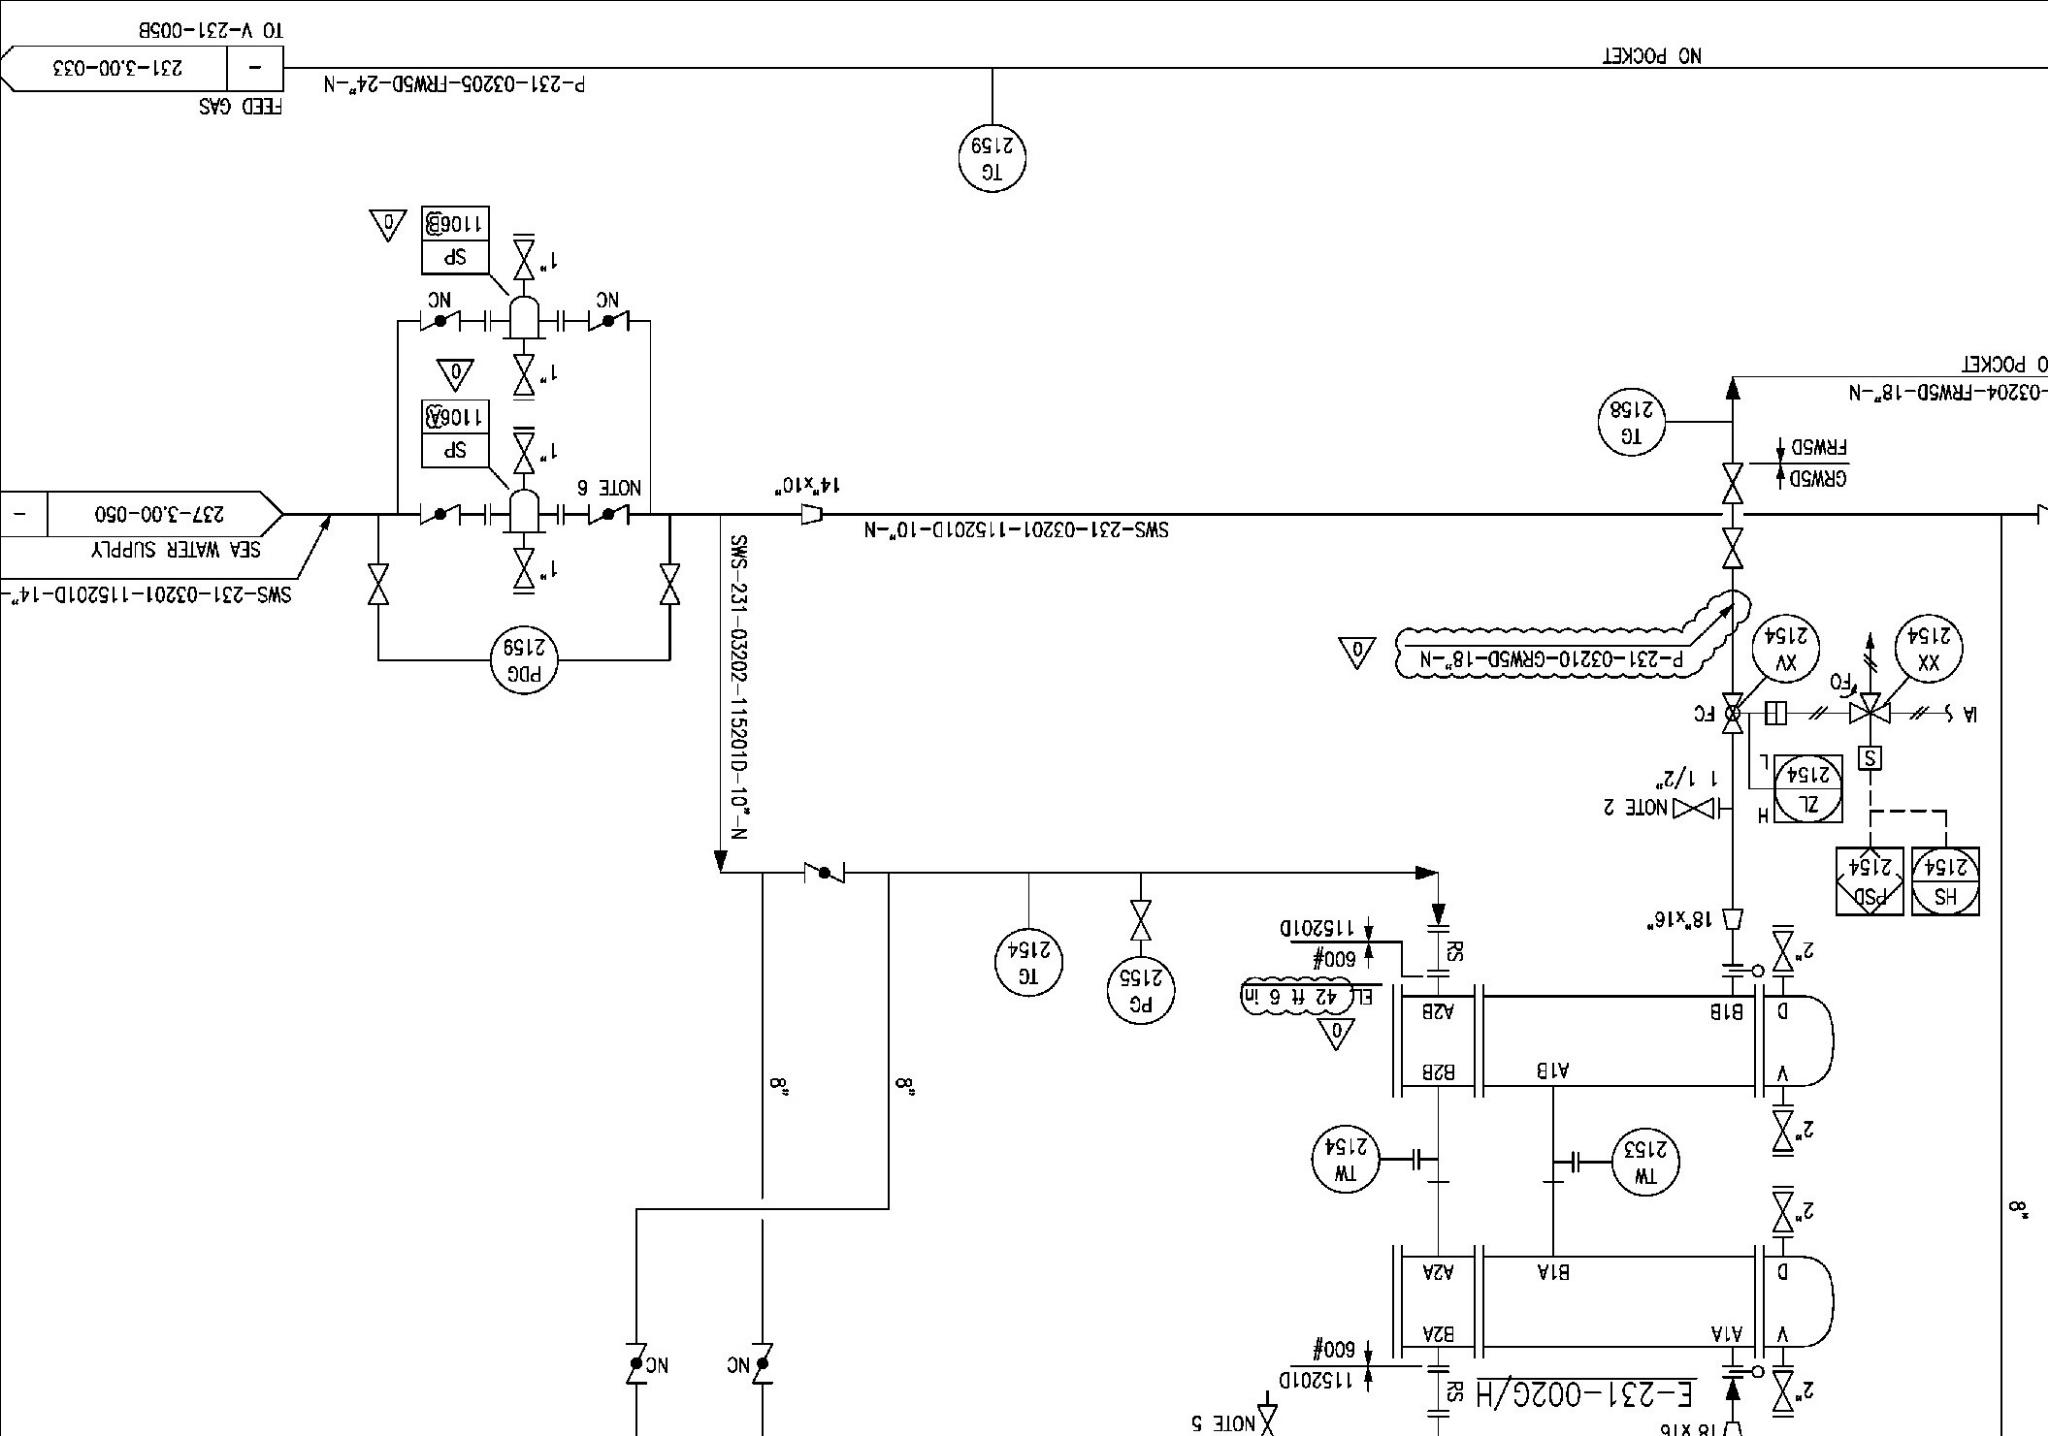 18"x16"
NOTE 5
2"
E-231-002G/H
RS
115201D
600#
V
A1A
B2A
NC
NC
D
B1A
A2A
8"
2"
2"
TW
2153
TW
2154
V
A1B
B2B
8"
8"
D
B1B
A2B
0
EL 42 ft 6 in
600#
115201D
RS
PG
2155
TG
2154
2"
18"x16"
HS
2154
PSD
2154
H
ZL
2154
L
NOTE 2
1 1/2"
S
IA
FC
FO
XX
2154
XV
2154
P-231-03210-GRW5D-18"-N
0
SWS-231-03202-115201D-10"-N
PDG
2159
SWS-231-03201-115201D-14"-
SEA WATER SUPPLY
237-3.00-050
-
1"
SWS-231-03201-115201D-10"-N
14"x10"
NOTE 6
GRW5D
FRW5D
TG
2158
1"
SP
1106A
-03204-FRW5D-18"-N
O POCKET
1"
0
NC
NC
1"
SP
1106B
0
TG
2159
FEED GAS
P-231-03205-FRW5D-24"-N
-
231-3.00-033
NO POCKET
TO V-231-005B